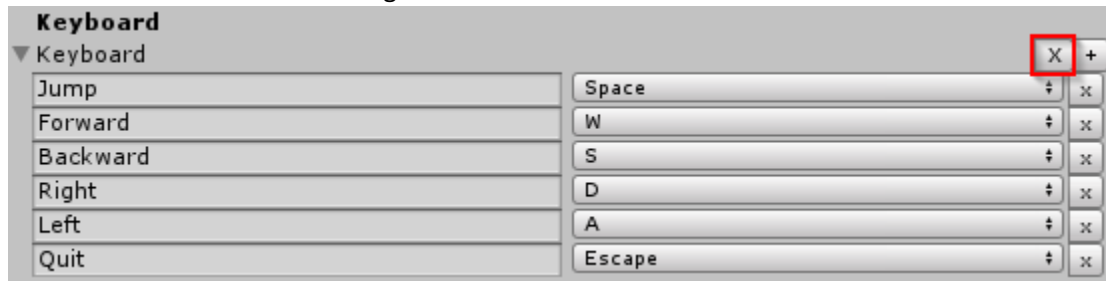 Keyboard
Keyboard X +
Jump Space x
Forward W x
Backward S x
Right D x
Left A x
Quit Escape x